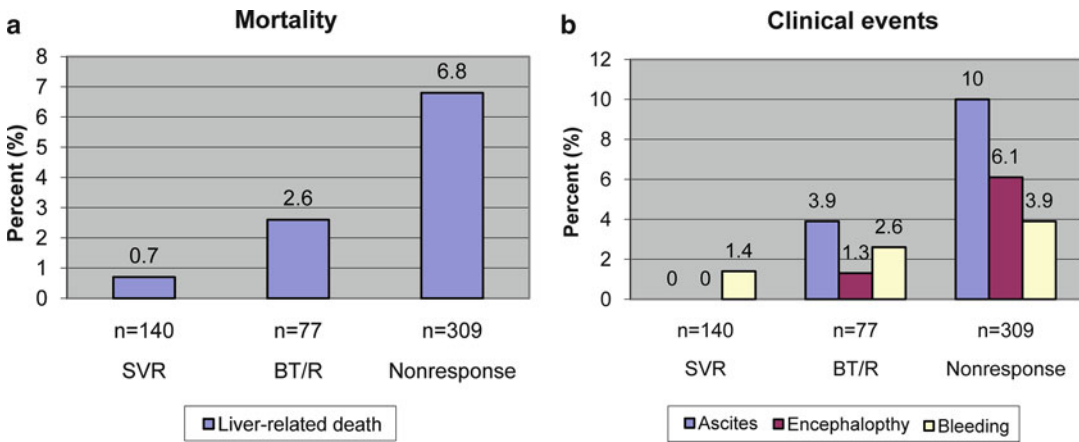 a
Mortality
Percent (%)
8
7
6
5
4
3
2
1
0
0.7
2.6
6.8
n=140
n=77
n=309
SVR
BT/R
Nonresponse
Liver-related death
b
Clinical events
Percent (%)
12
10
8
6
4
2
0
0
0
1.4
3.9
1.3
2.6
10
6.1
3.9
n=140
n=77
n=309
SVR
BT/R
Nonresponse
Ascites
Encephalopthy
Bleeding